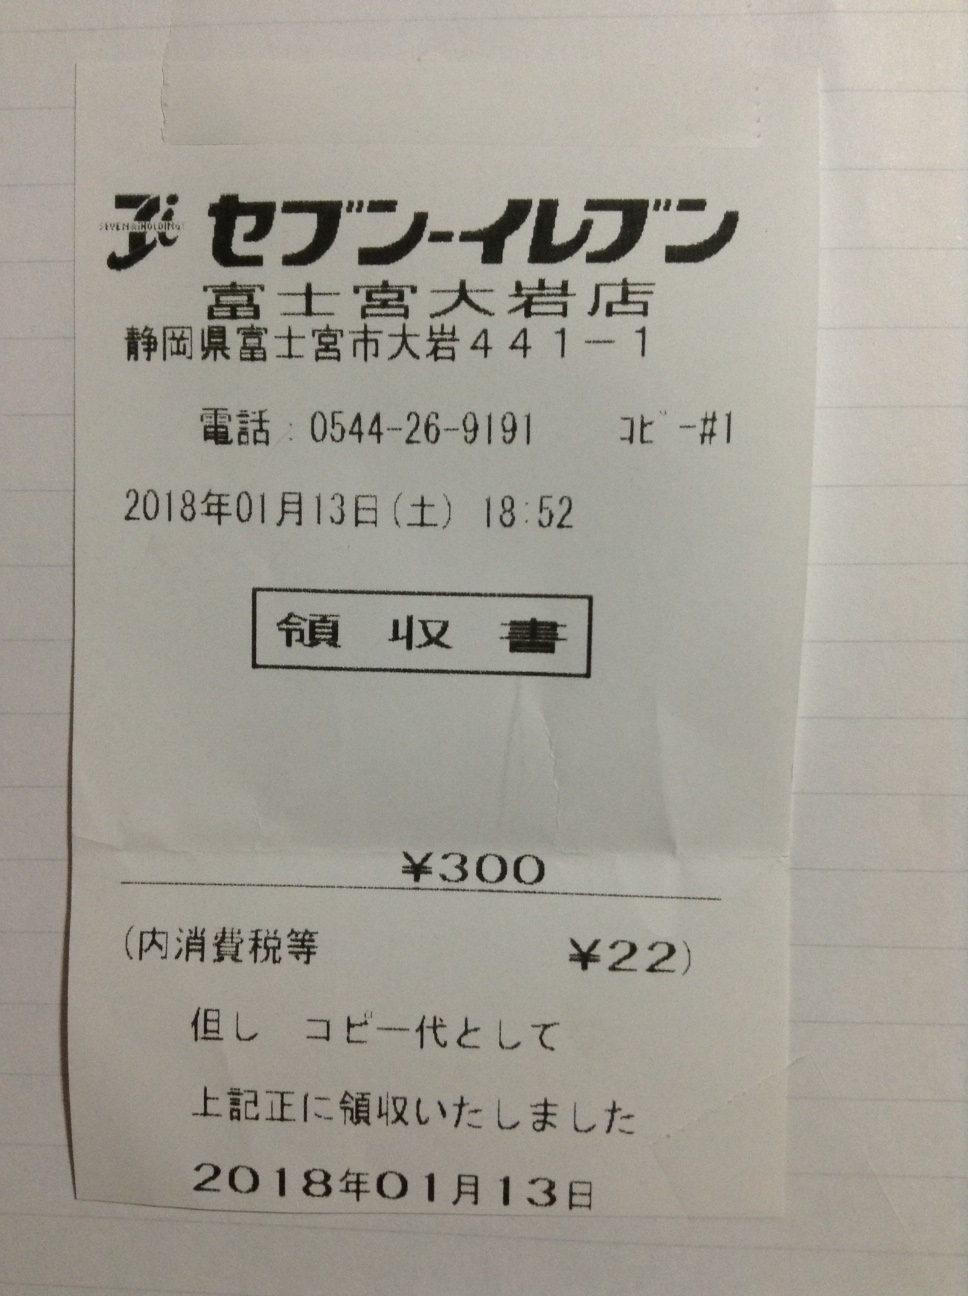 SEVEN&iHOLDINGS
セブン-イレブン
富士宮大岩店
静岡県富士宮市大岩441-1
電話:0544-26-9191 コピー#1
2018年01月13日(土) 18:52
領収書
¥300
(内消費税等 ¥22)
但し コピー代として
上記正に領収いたしました
2018年01月13日